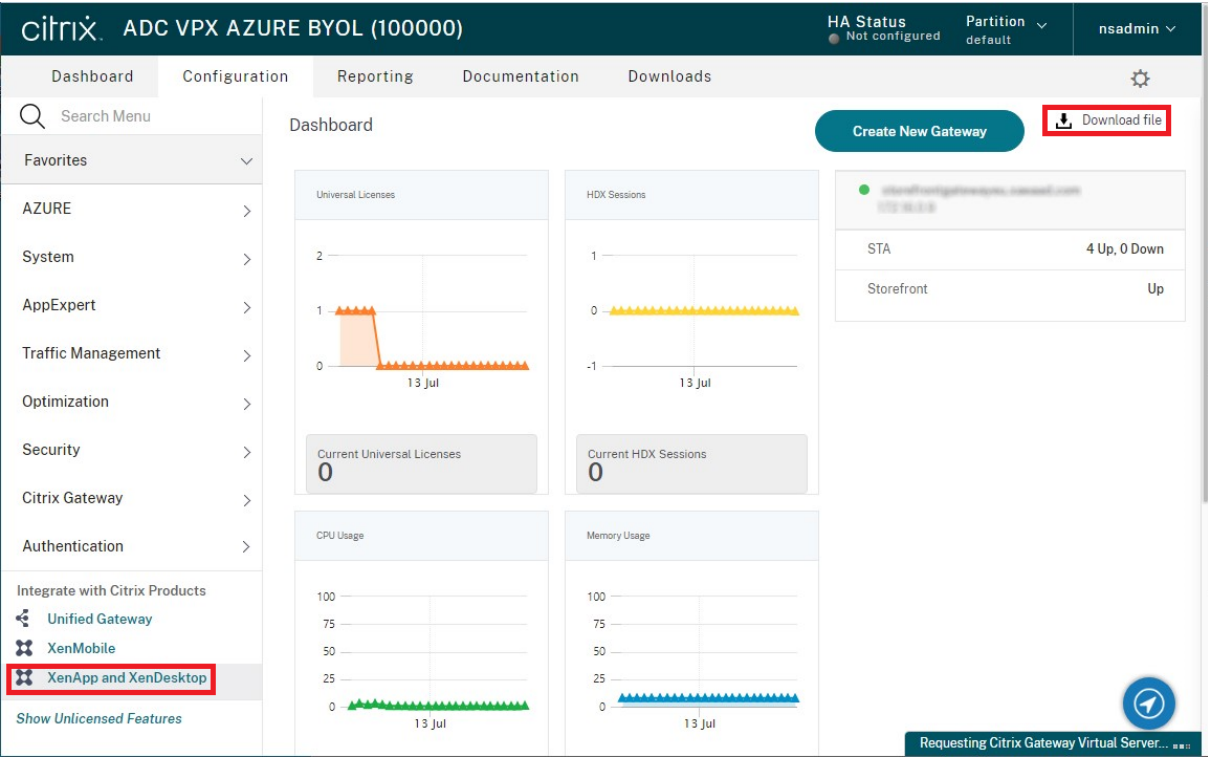 citrix. ADC VPX AZURE BYOL (100000)
HA Status
Not configured
Partition
default
nsadmin
Dashboard
Configuration
Reporting
Documentation
Downloads
Search Menu
Favorites
AZURE
System
AppExpert
Traffic Management
Optimization
Security
Citrix Gateway
Authentication
Integrate with Citrix Products
Unified Gateway
XenMobile
XenApp and XenDesktop
Show Unlicensed Features
Dashboard
Create New Gateway
Download file
Universal Licenses
2
1
0
13 Jul
Current Universal Licenses
0
HDX Sessions
1
0
-1
13 Jul
Current HDX Sessions
0
STA
4 Up, 0 Down
Storefront
Up
CPU Usage
100
75
50
25
0
13 Jul
Memory Usage
100
75
50
25
0
13 Jul
Requesting Citrix Gateway Virtual Server...